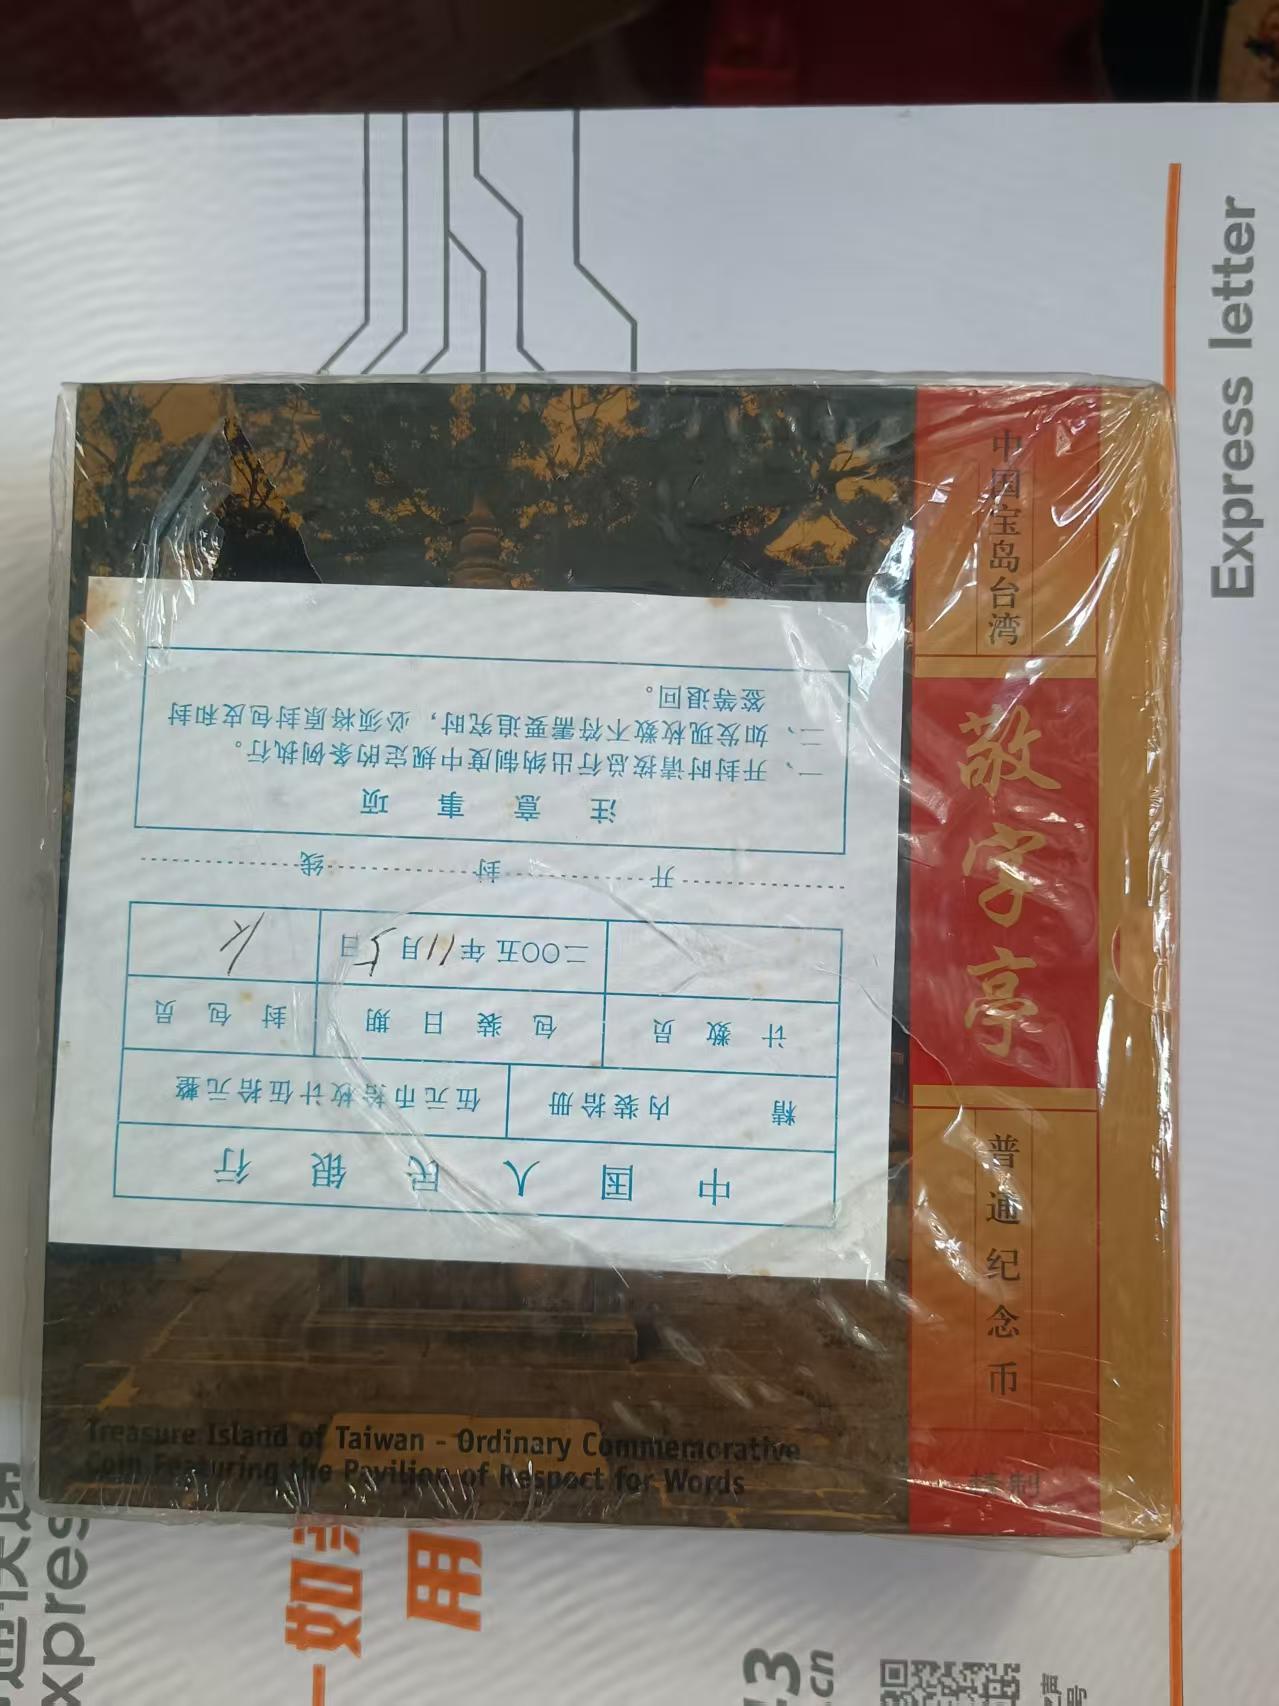 中国宝岛台湾
敬字亭
普通纪念币
特制
中国人民银行
精 内装拾册 伍元币拾枚计伍拾元整
计数员 包装日期 封包员
二00五年11月5日
开 封 线
注意事项
一、开封时请按总行出纳制度中规定的条例执行。
二、如发现枚数不符需要追究时，必须将原封包皮和封
签等退回。
Treasure Island of Taiwan - Ordinary Commemorative
Coin Featuring the Pavilion of Respect for Words
Express letter
用
.cn